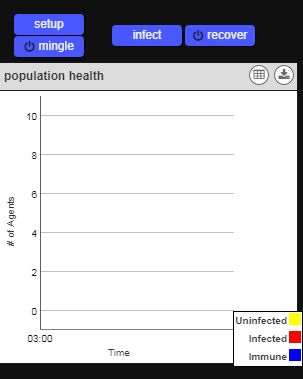 setup
mingle
infect
recover
population health
# of Agents
10
8
6
4
2
0
03:00
Time
Uninfected
Infected
Immune